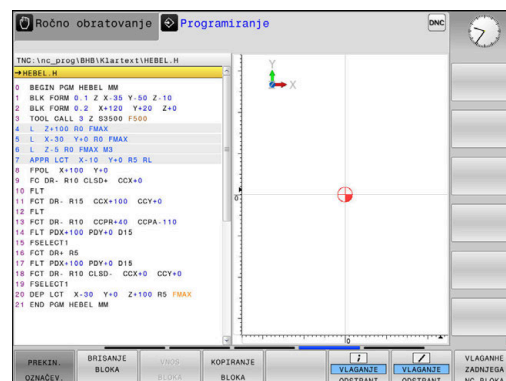 Ročno obratovanje
Programiranje
DNC
TNC:\nc_prog\BHB\Klartext\HEBEL.H
→HEBEL.H
0 BEGIN PGM HEBEL MM
1 BLK FORM 0.1 Z X-35 Y-50 Z-10
2 BLK FORM 0.2 X+120 Y+20 Z+0
3 TOOL CALL 3 Z S3500 F500
4 L Z+100 R0 FMAX
5 L X-30 Y+0 R0 FMAX
6 L Z-5 R0 FMAX M3
7 APPR LCT X-10 Y+0 R5 RL
8 FPOL X+100 Y+0
9 FC DR- R10 CLSD+ CCX+0
10 FLT
11 FCT DR- R15 CCX+100 CCY+0
12 FLT
13 FCT DR- R10 CCPR+40 CCPA-110
14 FLT PDX+100 PDY+0 D15
15 FSELECT1
16 FCT DR+ R5
17 FLT PDX+100 PDY+0 D15
18 FCT DR- R10 CLSD- CCX+0 CCY+0
19 FSELECT1
20 DEP LCT X-30 Y+0 Z+100 R5 FMAX
21 END PGM HEBEL MM
Y
X
0
0
PREKIN.
OZNAČEV.
BRISANJE
BLOKA
VNOS
BLOKA
KOPIRANJE
BLOKA
VLAGANJE
ODSTRANI
VLAGANJE
ODSTRANI
VLAGANHE
ZADNJEGA
NC BLOKA